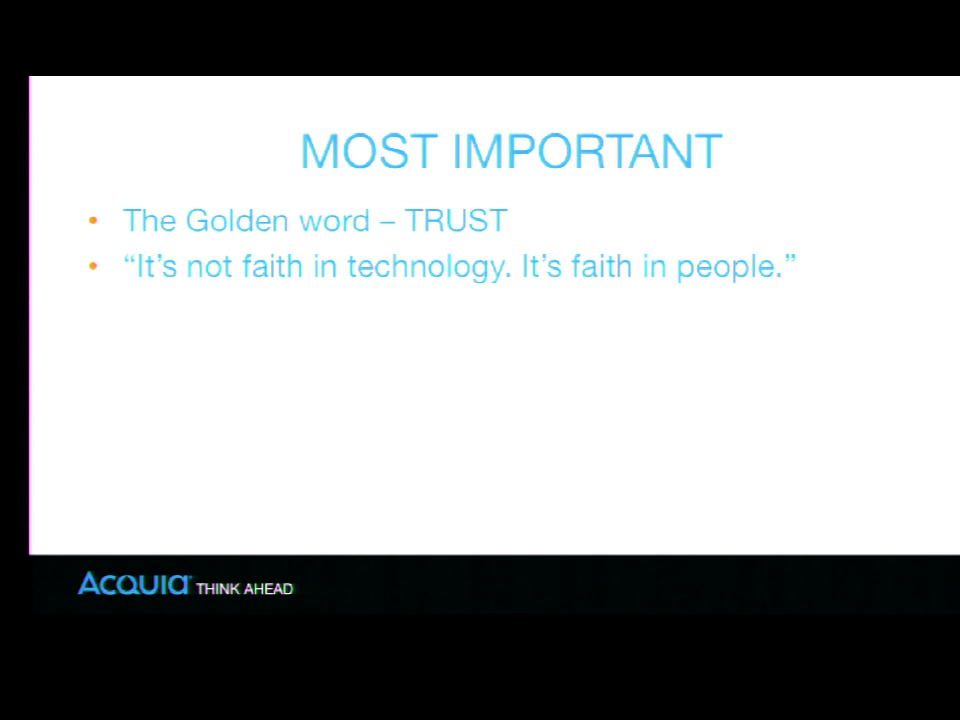 MOST IMPORTANT
• The Golden word – TRUST
• “It’s not faith in technology. It’s faith in people.”
ACQUIA® THINK AHEAD